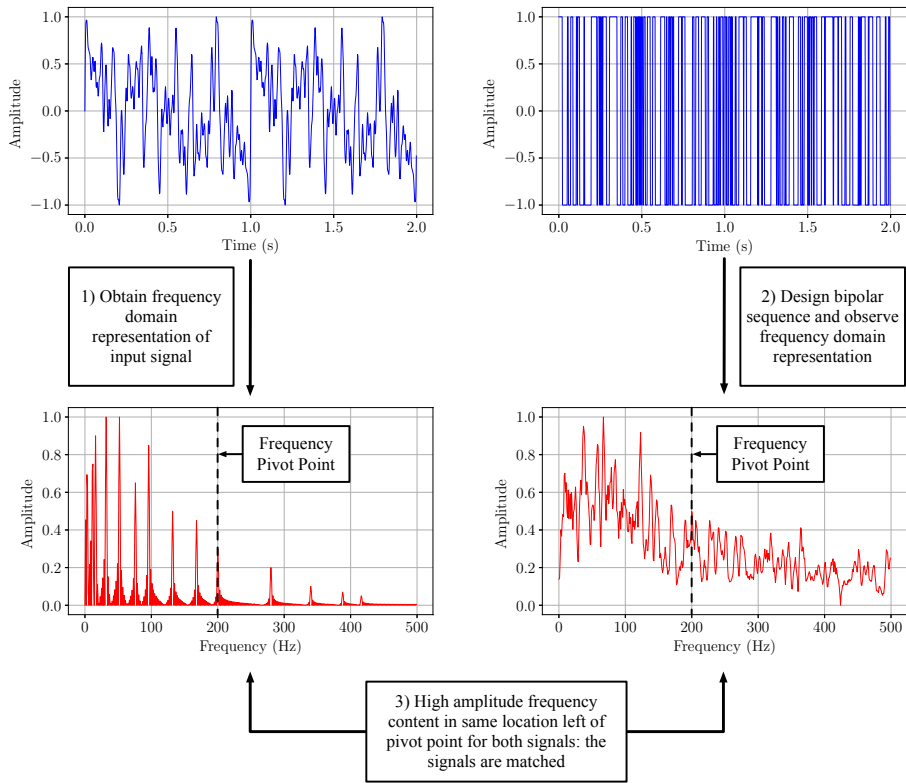 1.0
0.5
0.0
−0.5
−1.0
Amplitude
0.0 0.5 1.0 1.5 2.0
Time (s)
1.0
0.5
0.0
−0.5
−1.0
Amplitude
0.0 0.5 1.0 1.5 2.0
Time (s)
1) Obtain frequency
domain
representation of
input signal
2) Design bipolar
sequence and observe
frequency domain
representation
1.0
0.8
0.6
0.4
0.2
0.0
Amplitude
0 100 200 300 400 500
Frequency (Hz)
Frequency
Pivot Point
1.0
0.8
0.6
0.4
0.2
0.0
Amplitude
0 100 200 300 400 500
Frequency (Hz)
Frequency
Pivot Point
3) High amplitude frequency
content in same location left of
pivot point for both signals: the
signals are matched